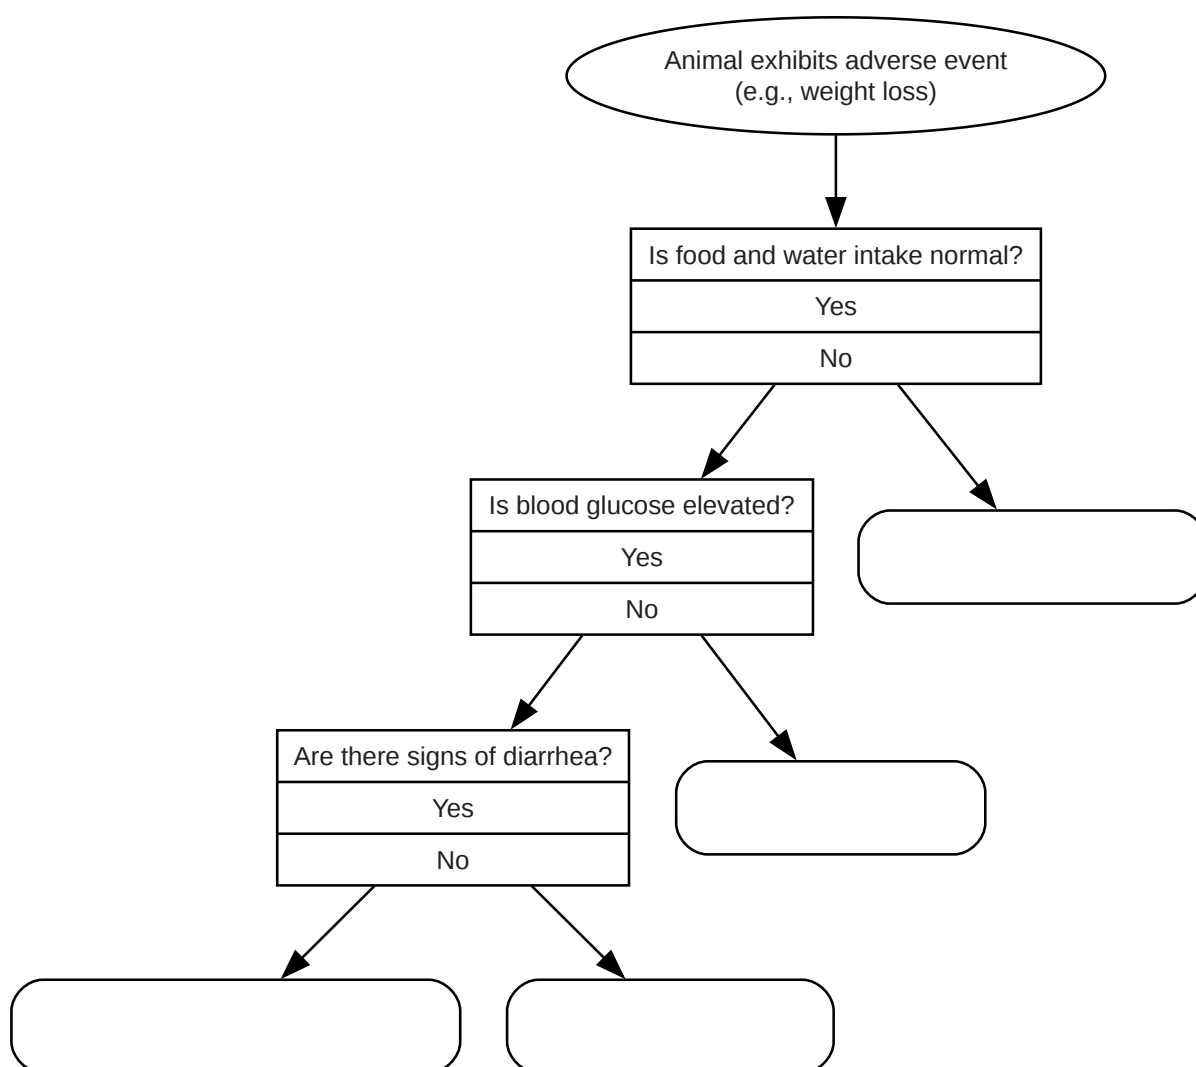 Animal exhibits adverse event
(e.g., weight loss)
Is food and water intake normal?
Yes
No
Is blood glucose elevated?
Yes
No
Are there signs of diarrhea?
Yes
No